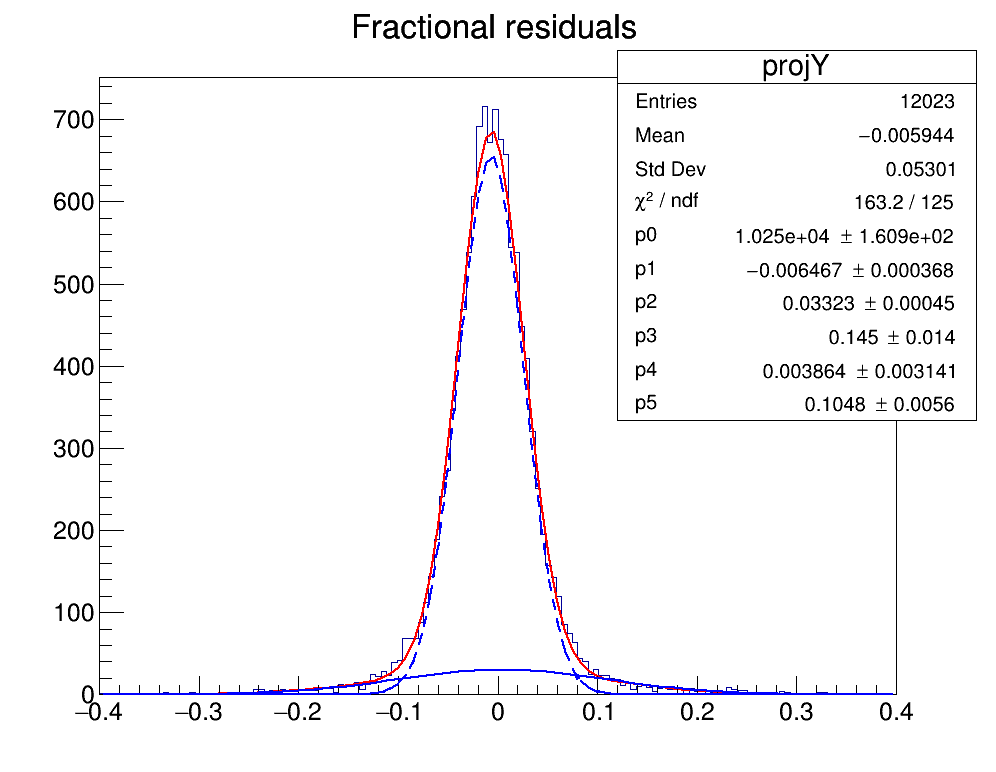 Fractional residuals
projY
Entries 12023
Mean −0.005944
Std Dev 0.05301
χ² / ndf 163.2 / 125
p0 1.025e+04 ± 1.609e+02
p1 −0.006467 ± 0.000368
p2 0.03323 ± 0.00045
p3 0.145 ± 0.014
p4 0.003864 ± 0.003141
p5 0.1048 ± 0.0056
700
600
500
400
300
200
100
0
−0.4 −0.3 −0.2 −0.1 0 0.1 0.2 0.3 0.4